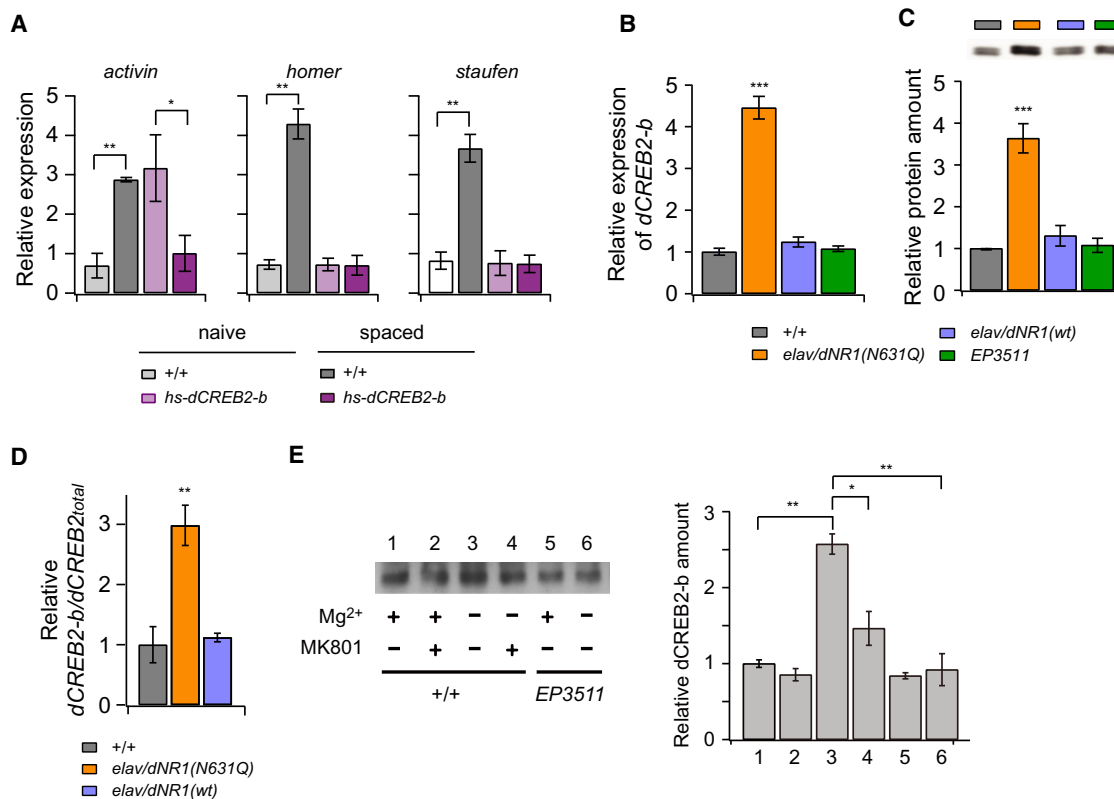 A
activin
homer
staufen
Relative expression
5
4
3
2
1
0
**
*
**
**
naive
spaced
+/+
+/+
hs-dCREB2-b
hs-dCREB2-b
B
Relative expression
of dCREB2-b
5
4
3
2
1
0
***
C
Relative protein amount
5
4
3
2
1
0
***
+/+
elav/dNR1(wt)
elav/dNR1(N631Q)
EP3511
D
Relative
dCREB2-b/dCREB2total
3
2
1
0
**
+/+
elav/dNR1(N631Q)
elav/dNR1(wt)
E
1 2 3 4 5 6
Mg2+ + + − − + −
MK801 − + − + − −
+/+ EP3511
Relative dCREB2-b amount
3
2
1
0
**
*
**
1 2 3 4 5 6